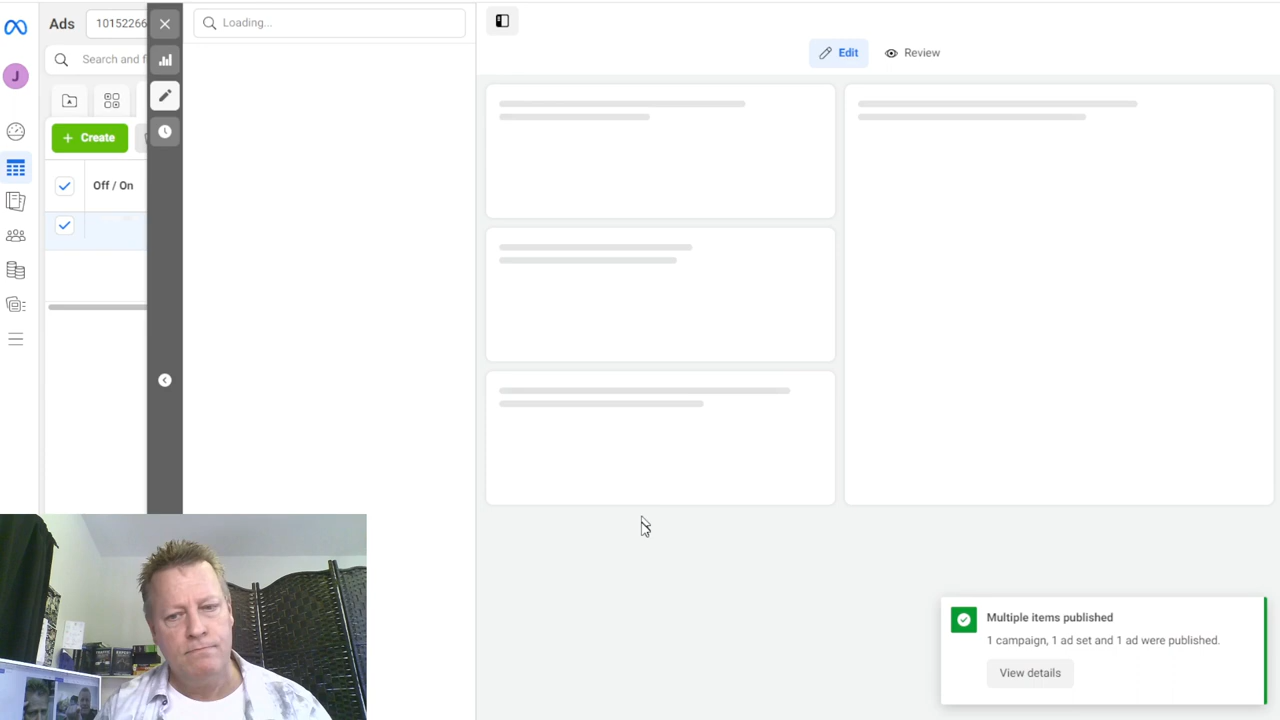 Ads
10152266
Loading...
Edit
Review
J
Search and f
Create
Off / On
Multiple items published
1 campaign, 1 ad set and 1 ad were published.
View details